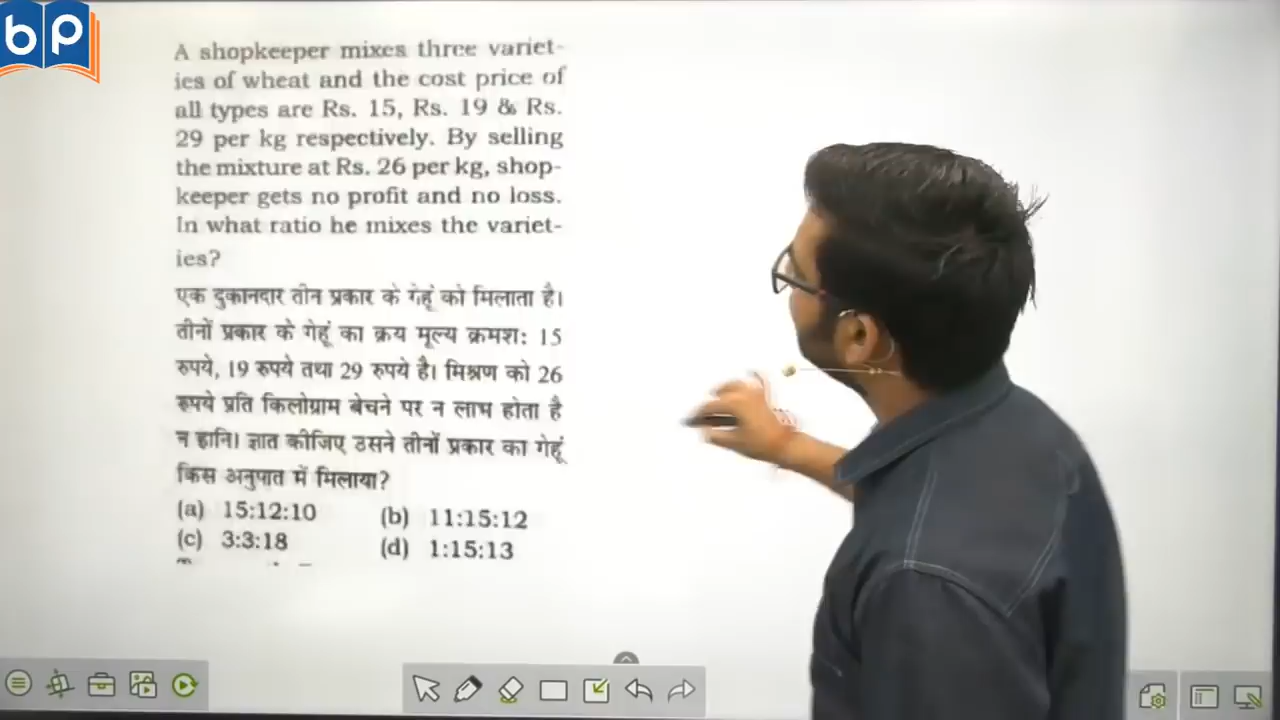 bp
A shopkeeper mixes three variet-
ies of wheat and the cost price of
all types are Rs. 15, Rs. 19 & Rs.
29 per kg respectively. By selling
the mixture at Rs. 26 per kg, shop-
keeper gets no profit and no loss.
In what ratio he mixes the variet-
ies?
एक दुकानदार तीन प्रकार के गेहूं को मिलाता है।
तीनों प्रकार के गेहूं का क्रय मूल्य क्रमश: 15
रुपये, 19 रुपये तथा 29 रुपये है। मिश्रण को 26
रूपये प्रति किलोग्राम बेचने पर न लाभ होता है
न हानि। ज्ञात कीजिए उसने तीनों प्रकार का गेहूं
किस अनुपात में मिलाया?
(a) 15:12:10 (b) 11:15:12
(c) 3:3:18 (d) 1:15:13